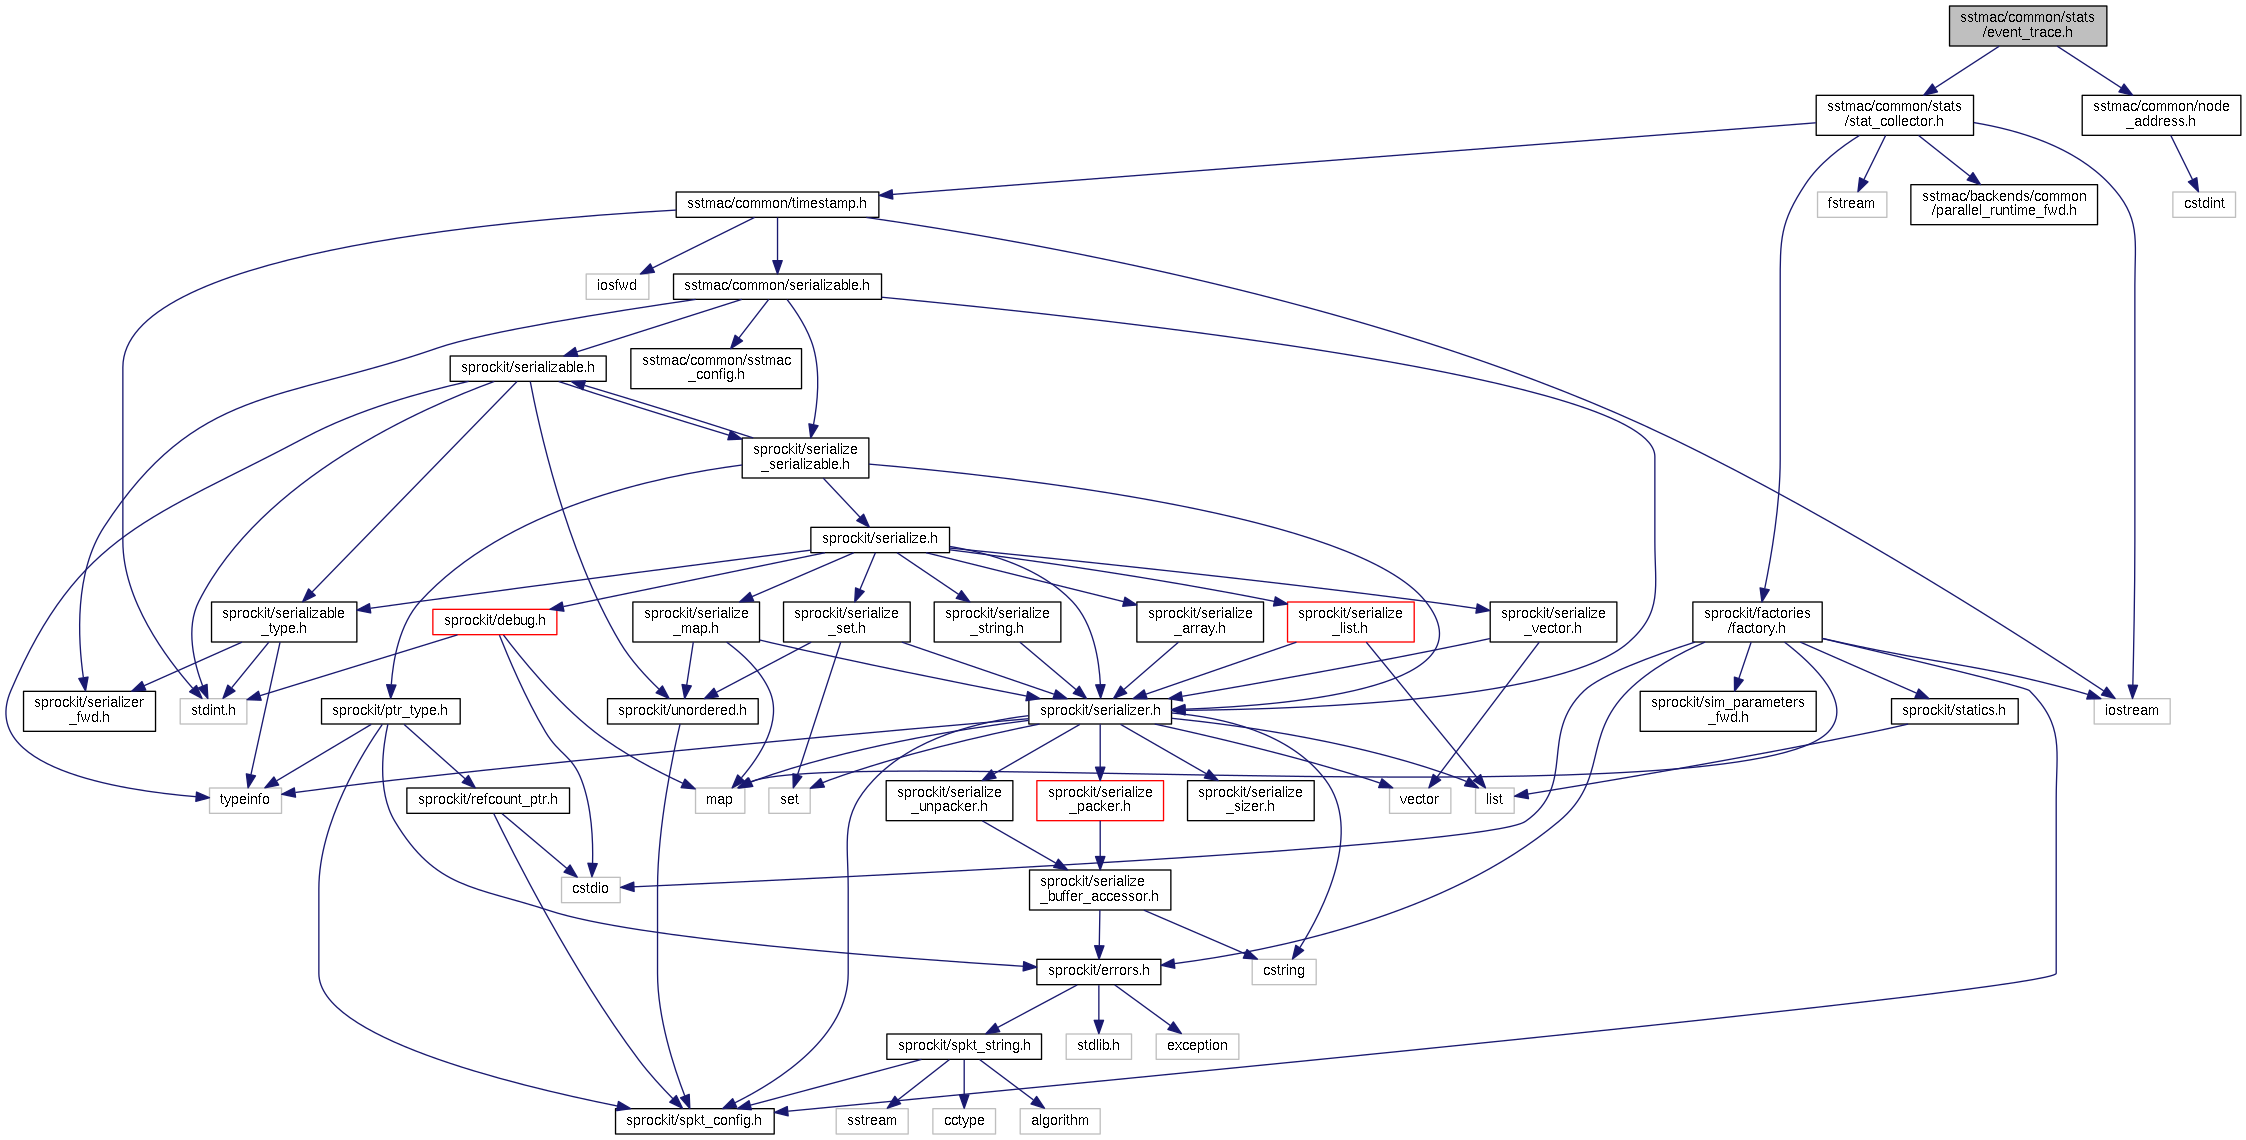 sstmac/common/stats
/event_trace.h
sstmac/common/stats
/stat_collector.h
sstmac/common/node
_address.h
sstmac/common/timestamp.h
fstream
sstmac/backends/common
/parallel_runtime_fwd.h
cstdint
iosfwd
sstmac/common/serializable.h
sprockit/serializable.h
sstmac/common/sstmac
_config.h
sprockit/serialize
_serializable.h
sprockit/serialize.h
sprockit/serializable
_type.h
sprockit/debug.h
sprockit/serialize
_map.h
sprockit/serialize
_set.h
sprockit/serialize
_string.h
sprockit/serialize
_array.h
sprockit/serialize
_list.h
sprockit/serialize
_vector.h
sprockit/factories
/factory.h
sprockit/serializer
_fwd.h
stdint.h
sprockit/ptr_type.h
sprockit/unordered.h
sprockit/serializer.h
sprockit/sim_parameters
_fwd.h
sprockit/statics.h
iostream
typeinfo
sprockit/refcount_ptr.h
map
set
sprockit/serialize
_unpacker.h
sprockit/serialize
_packer.h
sprockit/serialize
_sizer.h
vector
list
cstdio
sprockit/serialize
_buffer_accessor.h
sprockit/errors.h
cstring
sprockit/spkt_string.h
stdlib.h
exception
sprockit/spkt_config.h
sstream
cctype
algorithm